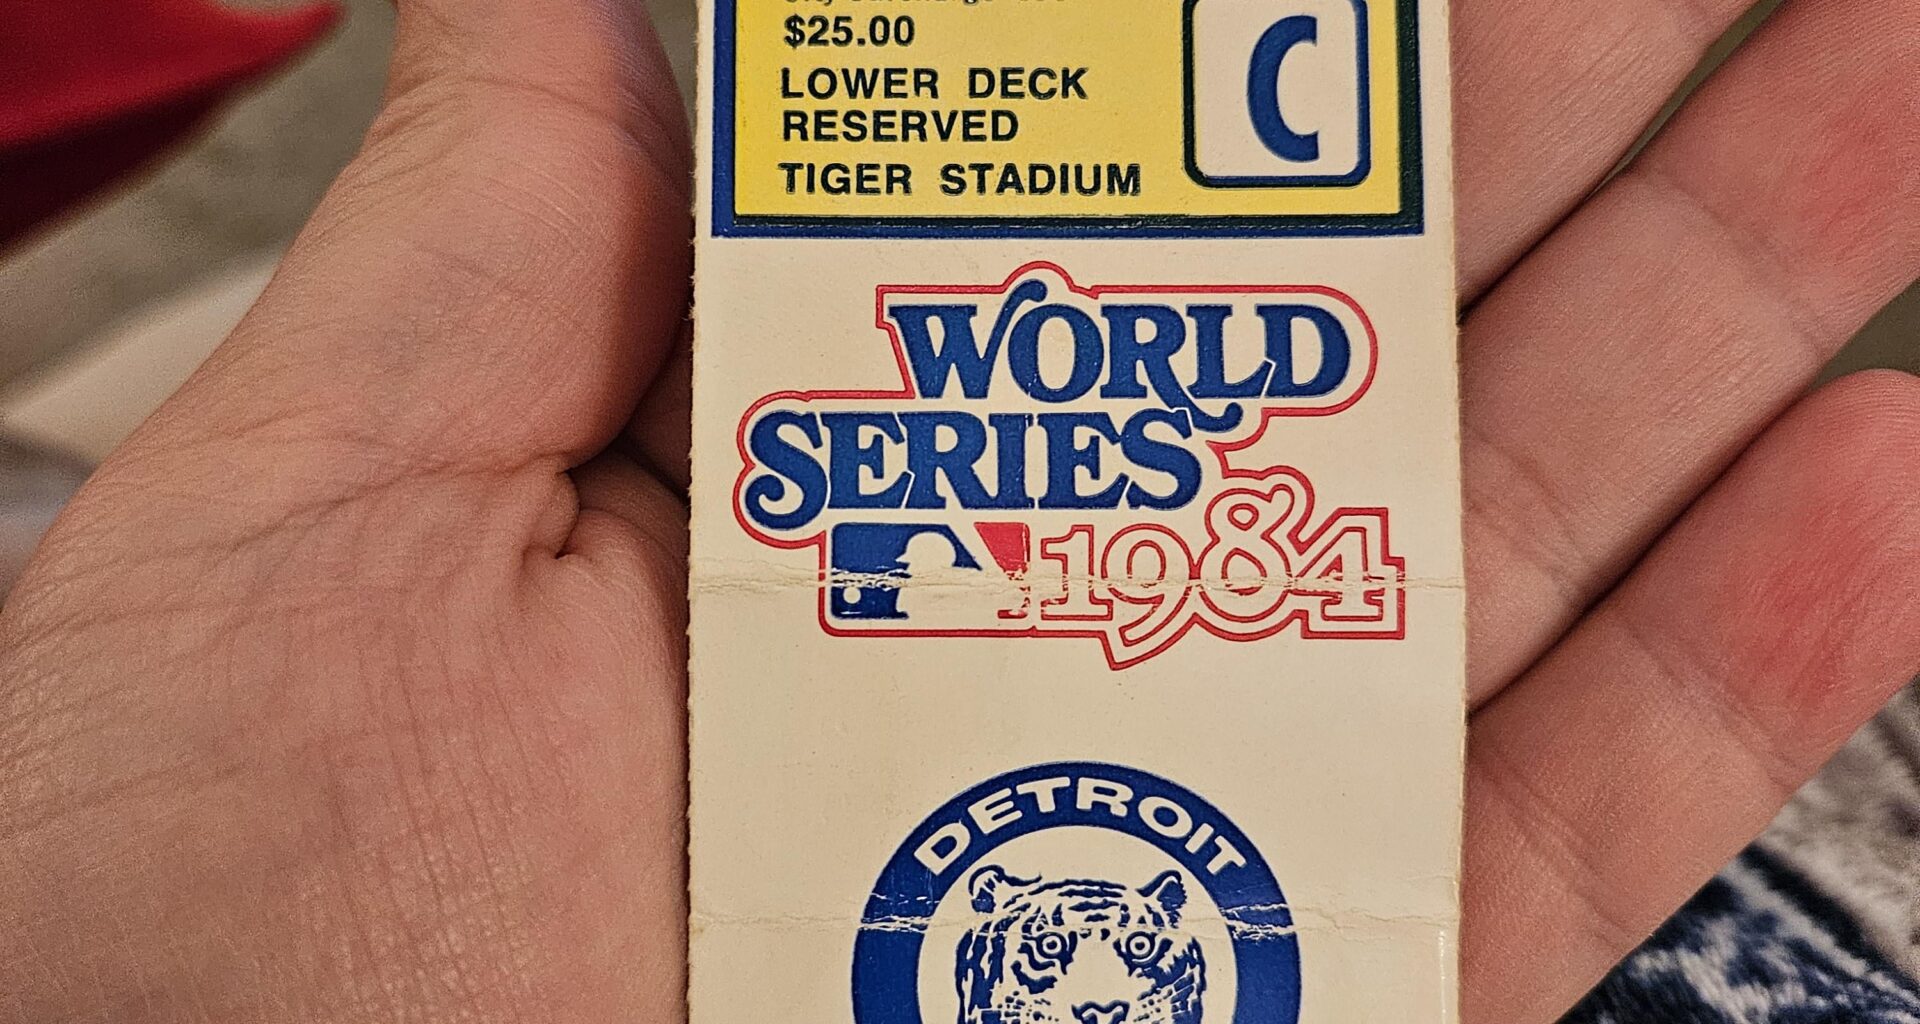 $25.00
C
LOWER DECK
RESERVED
TIGER STADIUM
WORLD
SERIES
1984
DETROIT